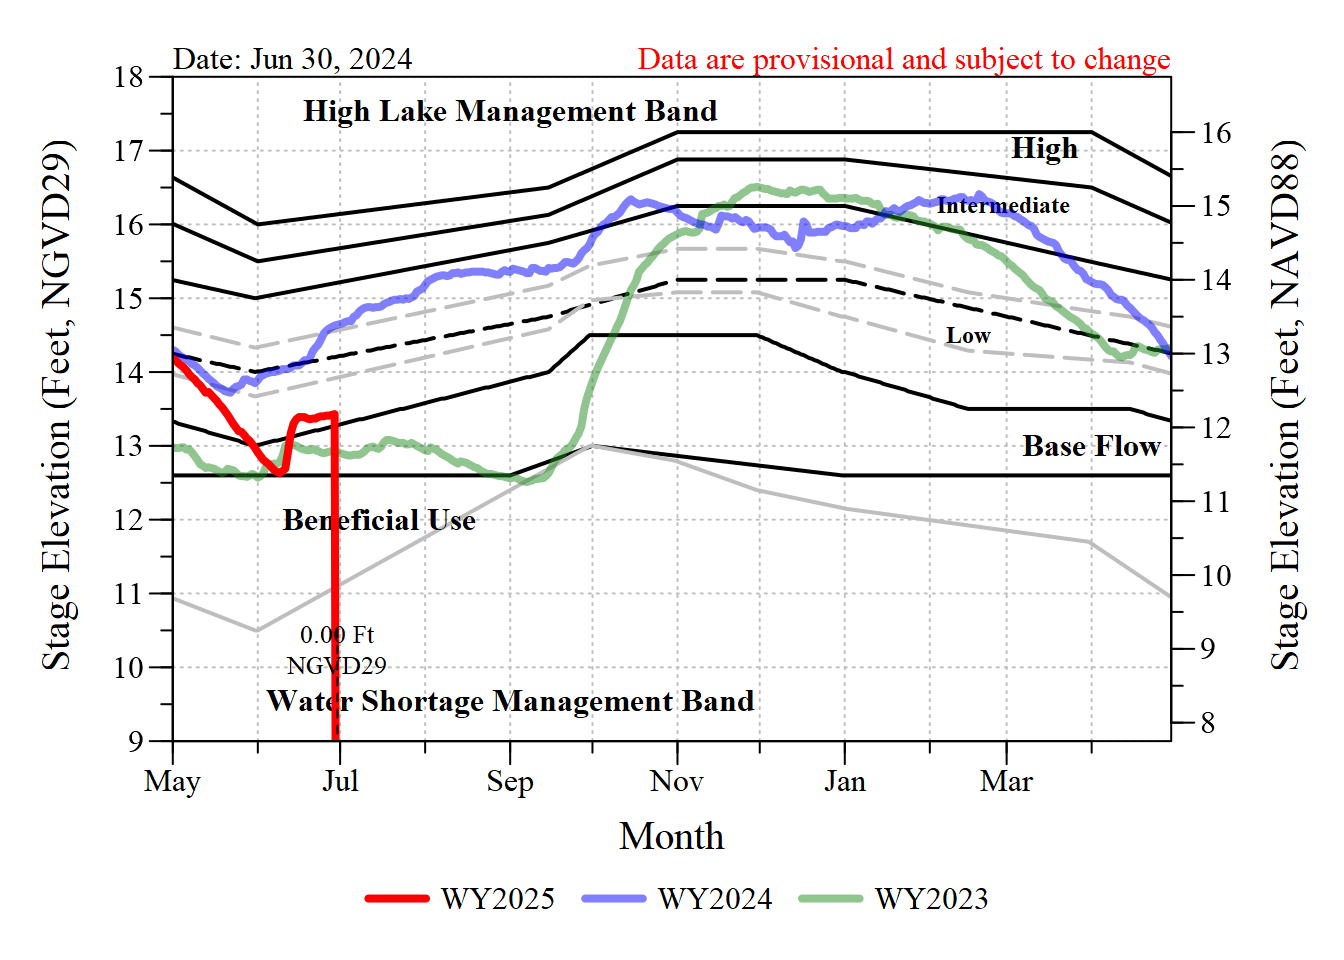 Date: Jun 30, 2024
Data are provisional and subject to change
High Lake Management Band
High
Intermediate
Low
Base Flow
Beneficial Use
0.00 Ft
NGVD29
Water Shortage Management Band
18
17
16
15
14
13
12
11
10
9
Stage Elevation (Feet, NGVD29)
16
15
14
13
12
11
10
9
8
Stage Elevation (Feet, NAVD88)
May Jul Sep Nov Jan Mar
Month
WY2025 WY2024 WY2023